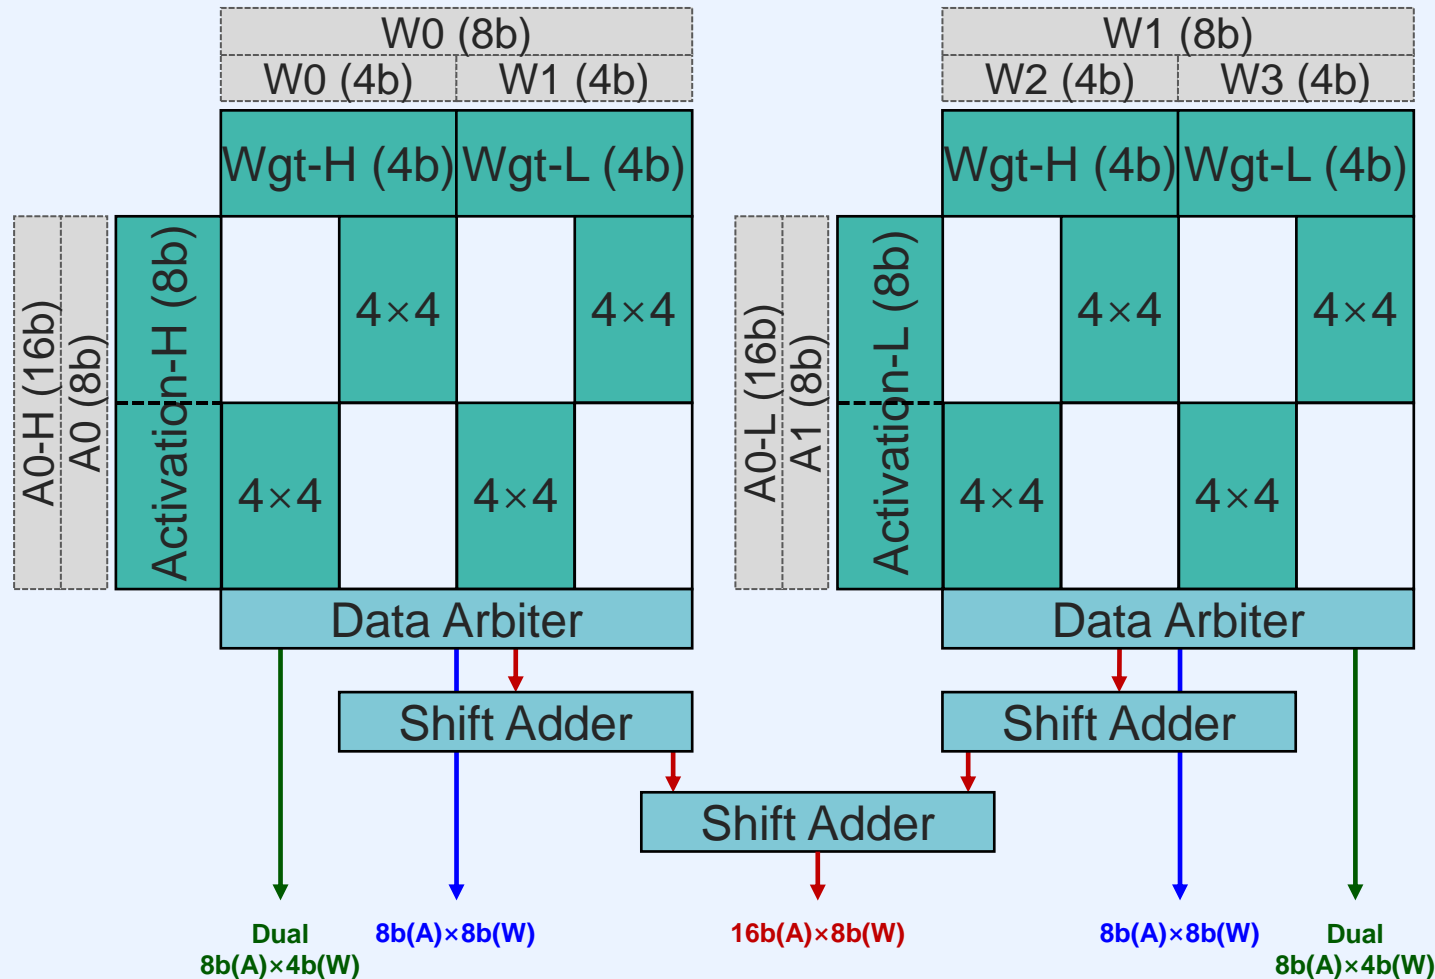 W0 (8b)
W0 (4b)
W1 (4b)
Wgt-H (4b)
Wgt-L (4b)
A0-H (16b)
A0 (8b)
Activation-H (8b)
4×4
4×4
4×4
4×4
Data Arbiter
Shift Adder
W1 (8b)
W2 (4b)
W3 (4b)
Wgt-H (4b)
Wgt-L (4b)
A0-L (16b)
A1 (8b)
Activation-L (8b)
4×4
4×4
4×4
4×4
Data Arbiter
Shift Adder
Shift Adder
Dual
8b(A)×4b(W)
8b(A)×8b(W)
16b(A)×8b(W)
8b(A)×8b(W)
Dual
8b(A)×4b(W)